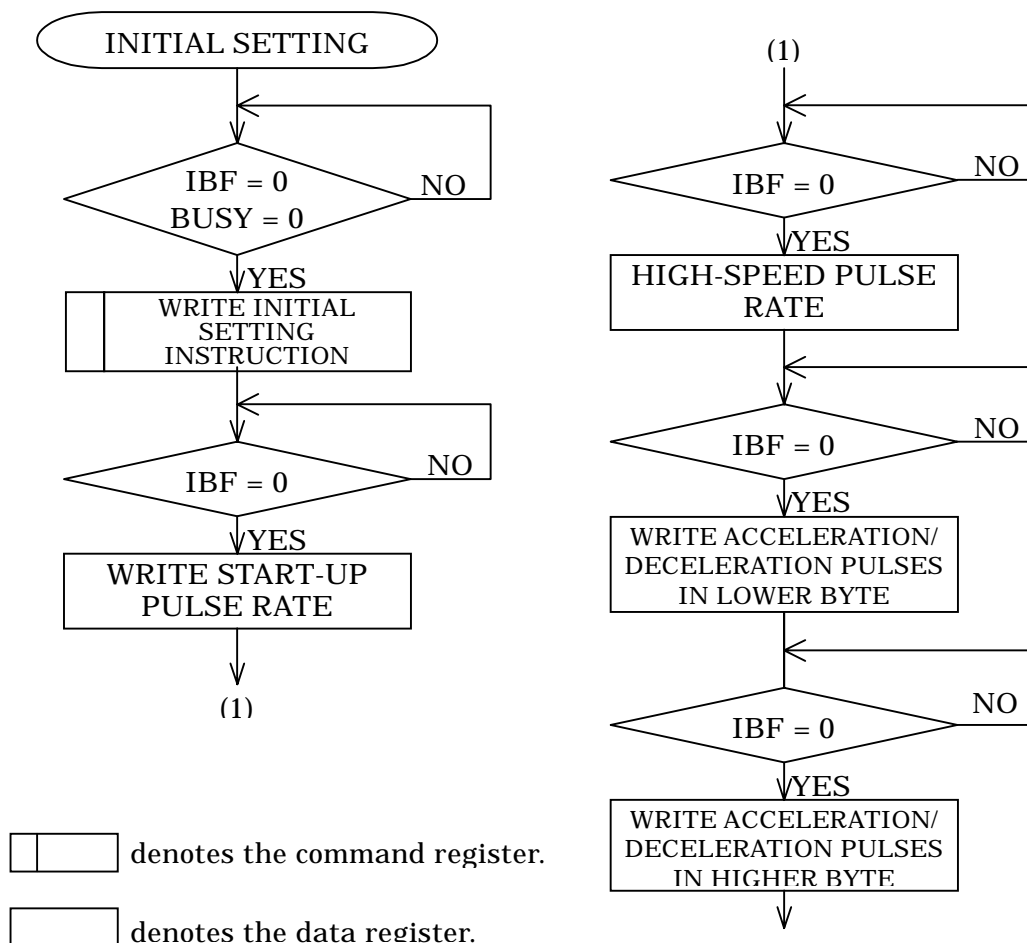 INITIAL SETTING
IBF = 0
BUSY = 0
NO
YES
WRITE INITIAL
SETTING
INSTRUCTION
IBF = 0
NO
YES
WRITE START-UP
PULSE RATE
(1)
denotes the command register.
denotes the data register.
(1)
IBF = 0
NO
YES
HIGH-SPEED PULSE
RATE
IBF = 0
NO
YES
WRITE ACCELERATION/
DECELERATION PULSES
IN LOWER BYTE
IBF = 0
NO
YES
WRITE ACCELERATION/
DECELERATION PULSES
IN HIGHER BYTE